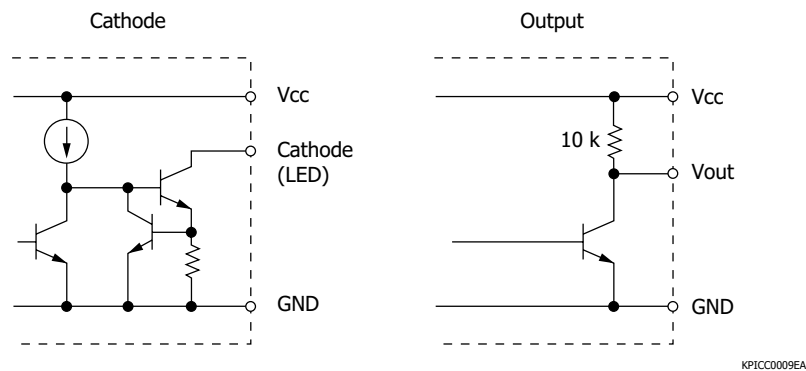 Cathode
Vcc
Cathode
(LED)
GND
Output
Vcc
10 k
Vout
GND
KPICC0009EA